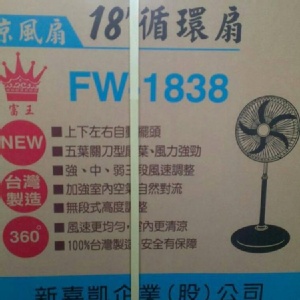 涼風扇 18"循環扇
富王
FW-1838
NEW
台灣
製造
360°
■上下左右自動擺頭
■五葉關刀型扇葉、風力強勁
■強、中、弱三段風速調整
■加強室內空氣自然對流
■無段式高度調整
■風速更均勻,室內更清涼
■100%台灣製造,安全有保障
新嘉凱企業(股)公司